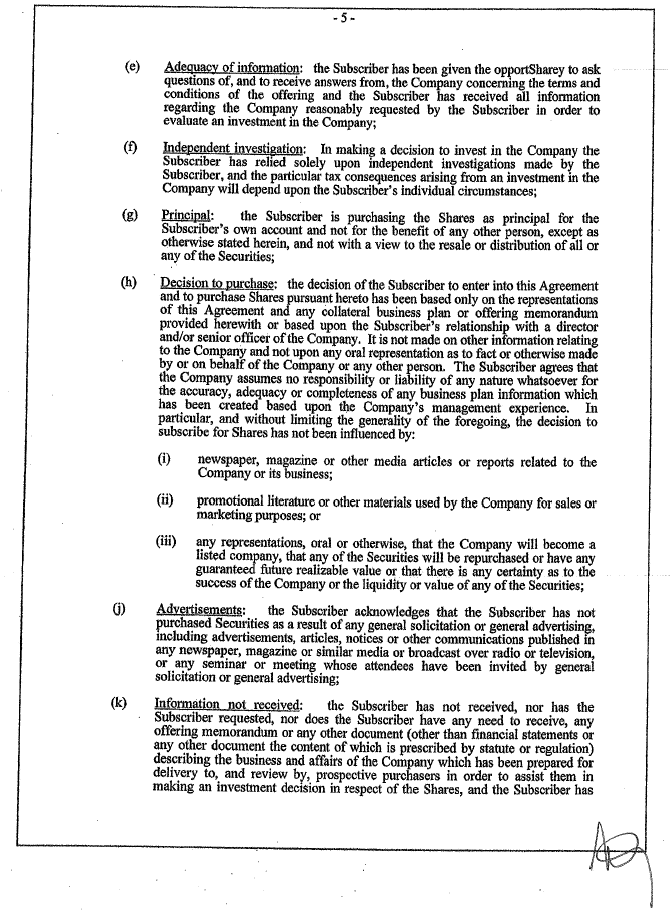 - 5 -
(e) Adequacy of information: the Subscriber has been given the opportSharey to ask
questions of, and to receive answers from, the Company concerning the terms and
conditions of the offering and the Subscriber has received all information
regarding the Company reasonably requested by the Subscriber in order to
evaluate an investment in the Company;
(f) Independent investigation: In making a decision to invest in the Company the
Subscriber has relied solely upon independent investigations made by the
Subscriber, and the particular tax consequences arising from an investment in the
Company will depend upon the Subscriber's individual circumstances;
(g) Principal: the Subscriber is purchasing the Shares as principal for the
Subscriber's own account and not for the benefit of any other person, except as
otherwise stated herein, and not with a view to the resale or distribution of all or
any of the Securities;
(h) Decision to purchase: the decision of the Subscriber to enter into this Agreement
and to purchase Shares pursuant hereto has been based only on the representations
of this Agreement and any collateral business plan or offering memorandum
provided herewith or based upon the Subscriber's relationship with a director
and/or senior officer of the Company. It is not made on other information relating
to the Company and not upon any oral representation as to fact or otherwise made
by or on behalf of the Company or any other person. The Subscriber agrees that
the Company assumes no responsibility or liability of any nature whatsoever for
the accuracy, adequacy or completeness of any business plan information which
has been created based upon the Company's management experience. In
particular, and without limiting the generality of the foregoing, the decision to
subscribe for Shares has not been influenced by:
(i) newspaper, magazine or other media articles or reports related to the
Company or its business;
(ii) promotional literature or other materials used by the Company for sales or
marketing purposes; or
(iii) any representations, oral or otherwise, that the Company will become a
listed company, that any of the Securities will be repurchased or have any
guaranteed future realizable value or that there is any certainty as to the
success of the Company or the liquidity or value of any of the Securities;
(j) Advertisements: the Subscriber acknowledges that the Subscriber has not
purchased Securities as a result of any general solicitation or general advertising,
including advertisements, articles, notices or other communications published in
any newspaper, magazine or similar media or broadcast over radio or television,
or any seminar or meeting whose attendees have been invited by general
solicitation or general advertising;
(k) Information not received: the Subscriber has not received, nor has the
Subscriber requested, nor does the Subscriber have any need to receive, any
offering memorandum or any other document (other than financial statements or
any other document the content of which is prescribed by statute or regulation)
describing the business and affairs of the Company which has been prepared for
delivery to, and review by, prospective purchasers in order to assist them in
making an investment decision in respect of the Shares, and the Subscriber has